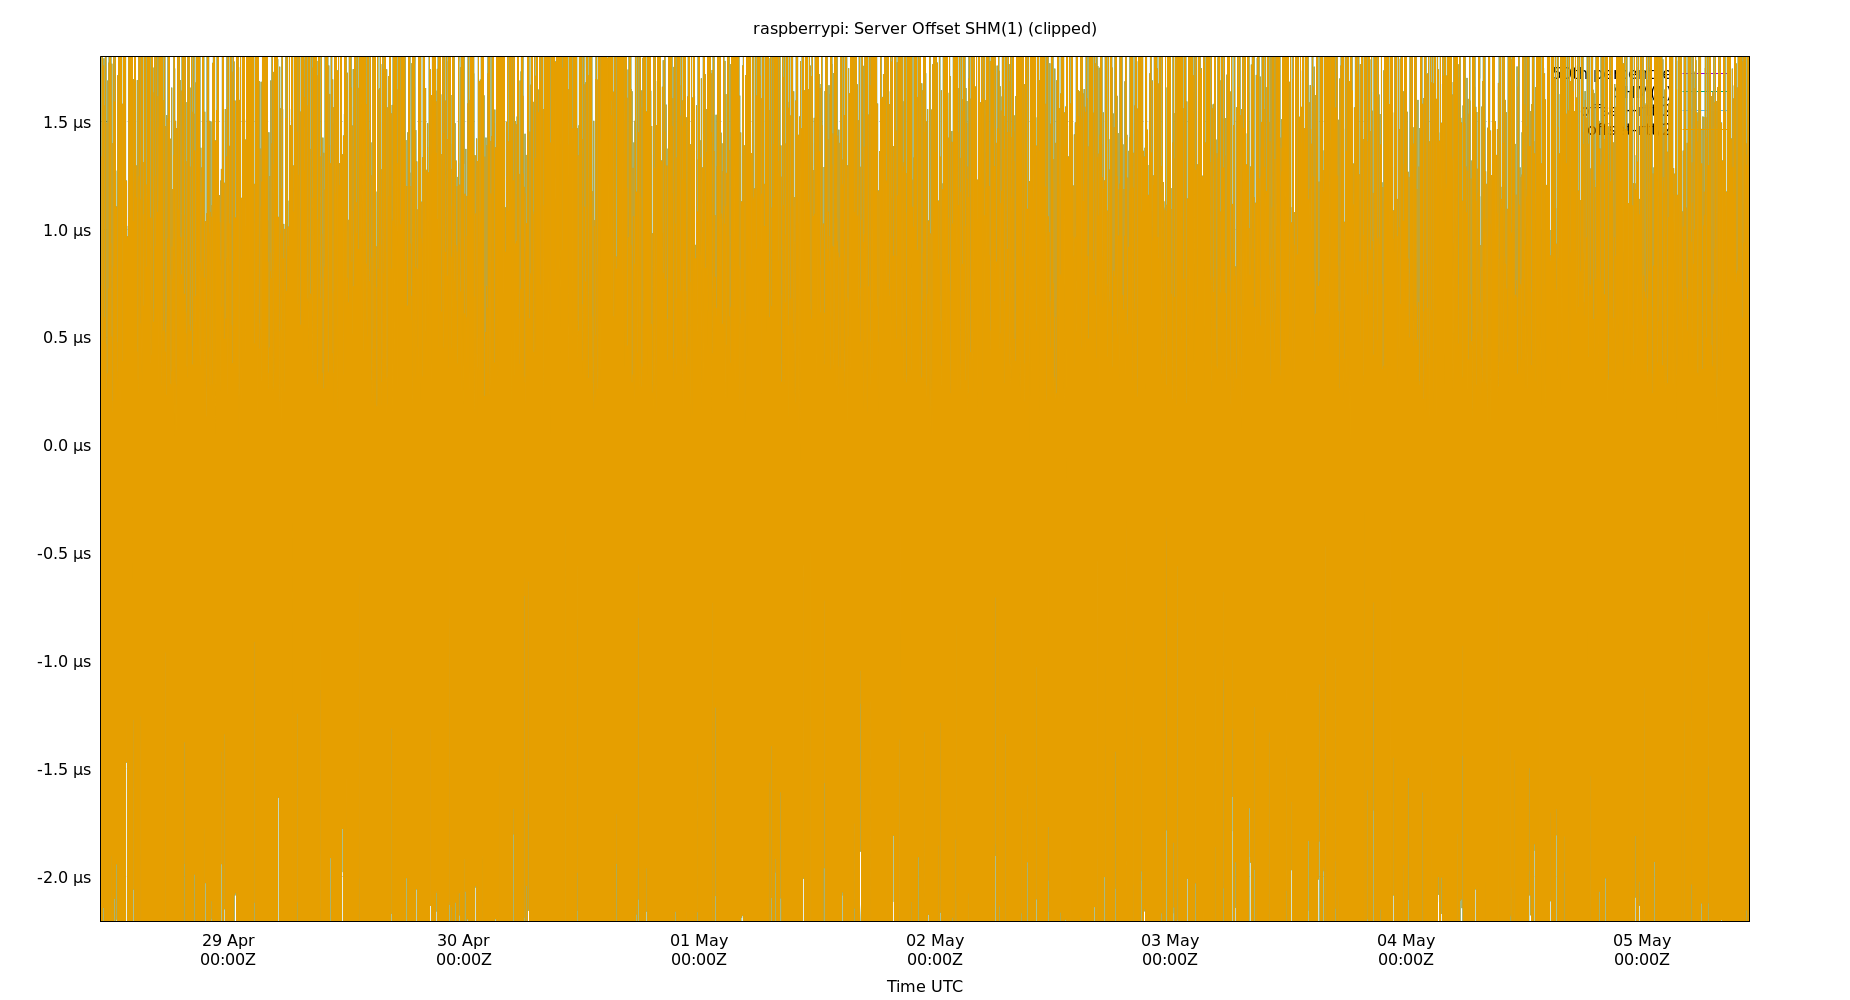 raspberrypi: Server Offset SHM(1) (clipped)
1.5 µs
1.0 µs
0.5 µs
0.0 µs
-0.5 µs
-1.0 µs
-1.5 µs
-2.0 µs
29 Apr 30 Apr 01 May 02 May 03 May 04 May 05 May
00:00Z 00:00Z 00:00Z 00:00Z 00:00Z 00:00Z 00:00Z
Time UTC